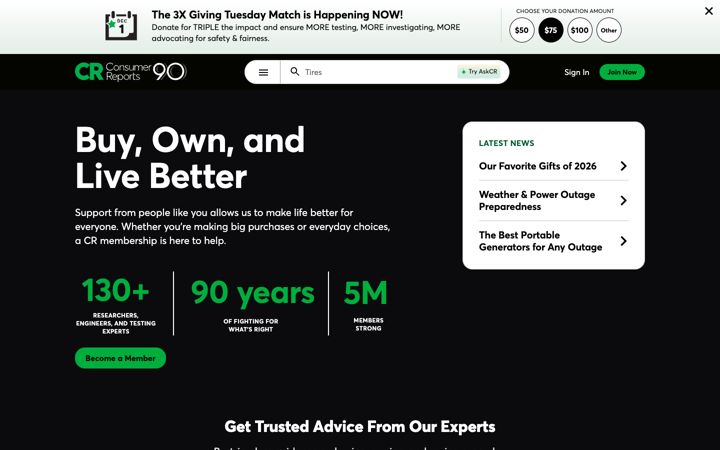 DEC
1
The 3X Giving Tuesday Match is Happening NOW!
Donate for TRIPLE the impact and ensure MORE testing, MORE investigating, MORE
advocating for safety & fairness.
CHOOSE YOUR DONATION AMOUNT
$50
$75
$100
Other
CR Consumer Reports 90
Tires
Try AskCR
Sign In
Join Now
Buy, Own, and
Live Better
Support from people like you allows us to make life better for
everyone. Whether you're making big purchases or everyday choices,
a CR membership is here to help.
130+
RESEARCHERS,
ENGINEERS, AND TESTING
EXPERTS
90 years
OF FIGHTING FOR
WHAT'S RIGHT
5M
MEMBERS
STRONG
Become a Member
LATEST NEWS
Our Favorite Gifts of 2026
Weather & Power Outage
Preparedness
The Best Portable
Generators for Any Outage
Get Trusted Advice From Our Experts